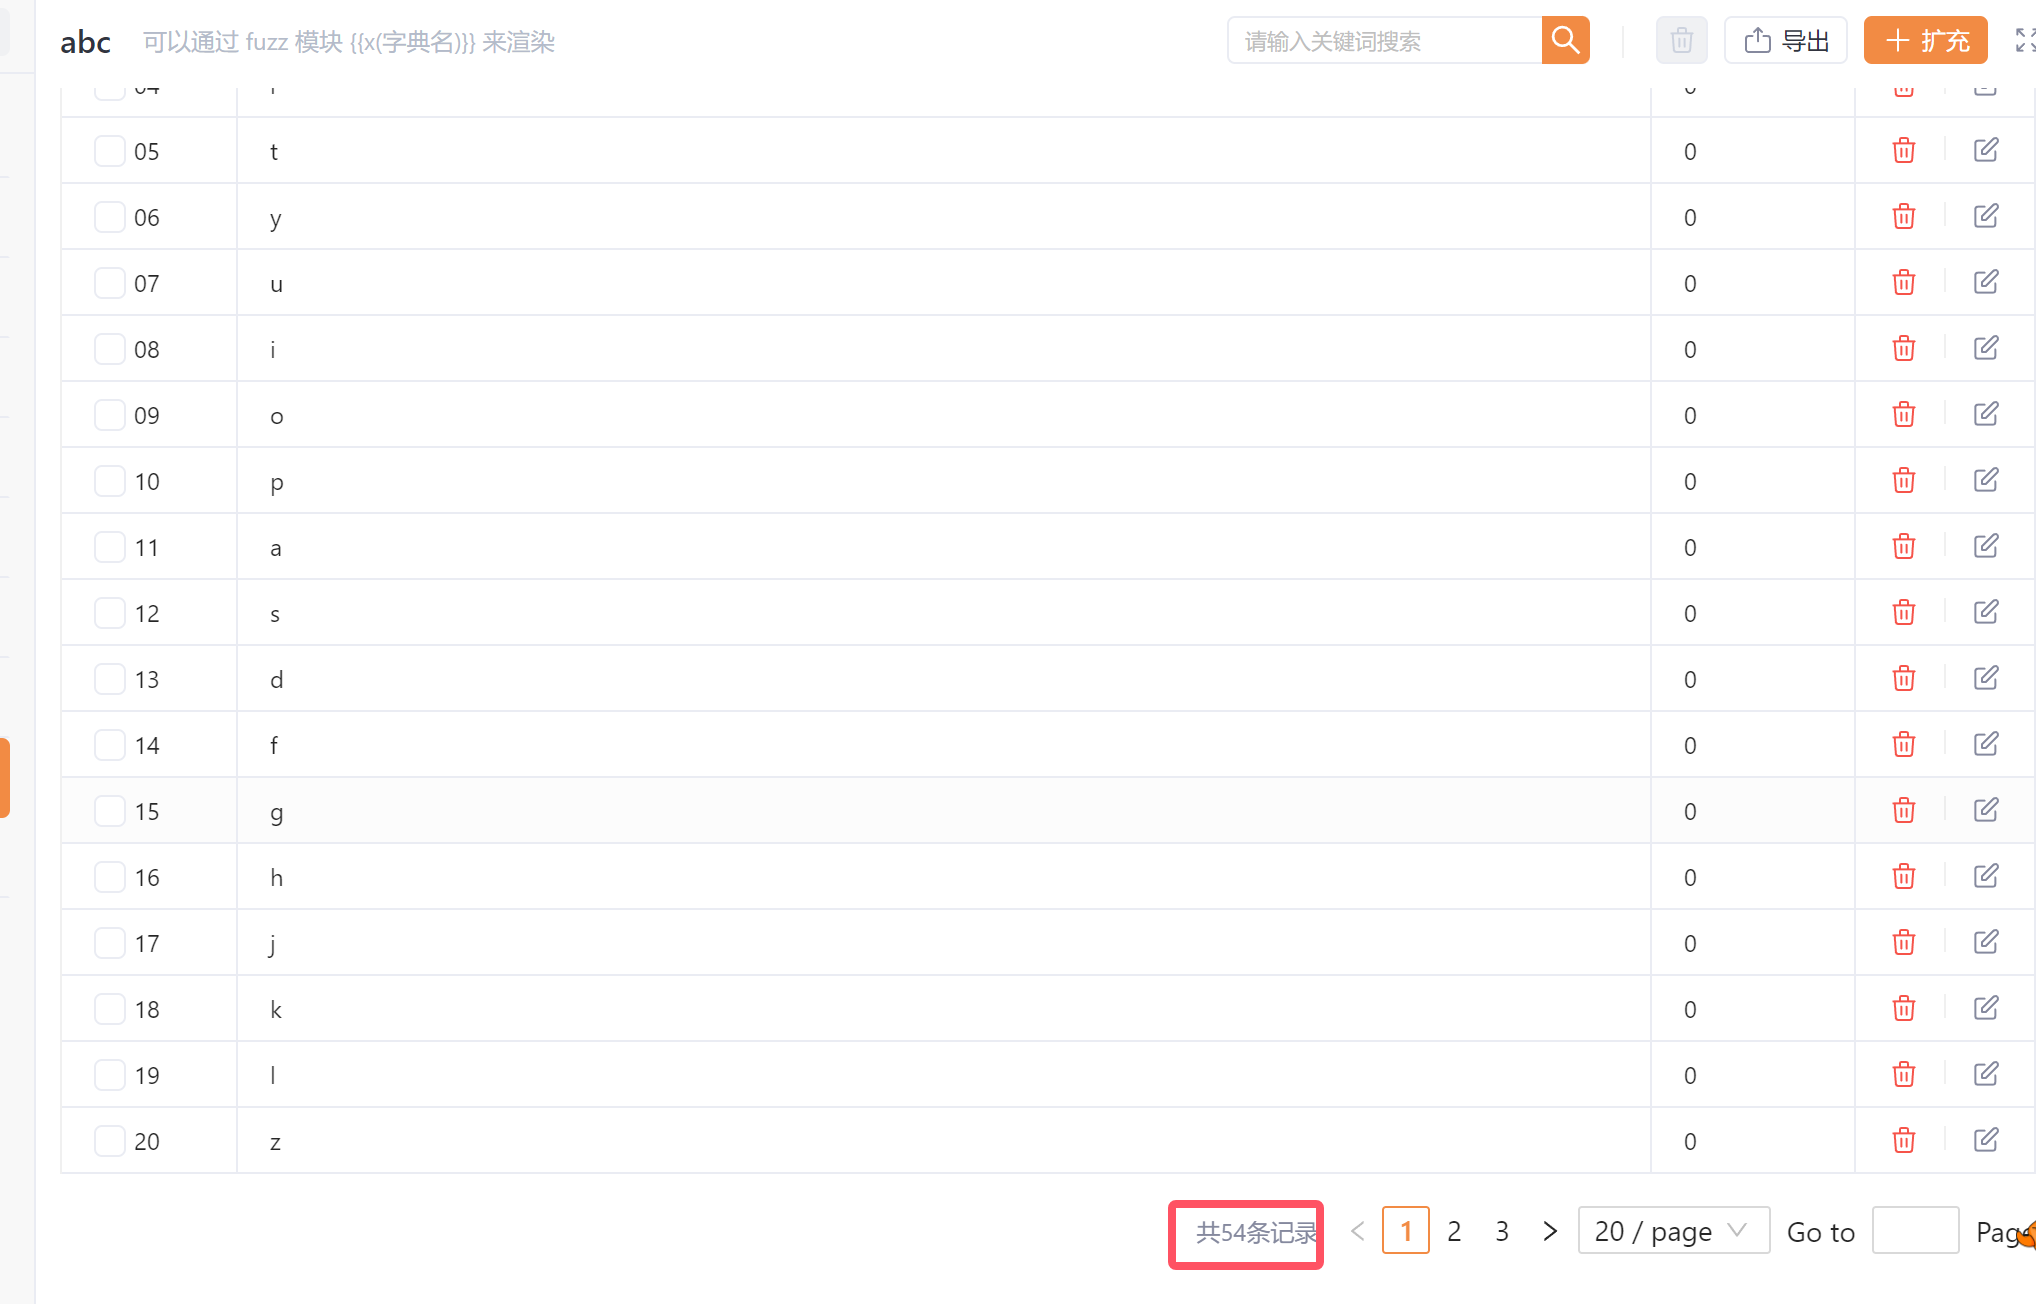 abc 可以通过 fuzz 模块 {{x(字典名)}} 来渲染 请输入关键词搜索 导出 扩充
05 t 0
06 y 0
07 u 0
08 i 0
09 o 0
10 p 0
11 a 0
12 s 0
13 d 0
14 f 0
15 g 0
16 h 0
17 j 0
18 k 0
19 l 0
20 z 0
共54条记录 < 1 2 3 > 20 / page Go to